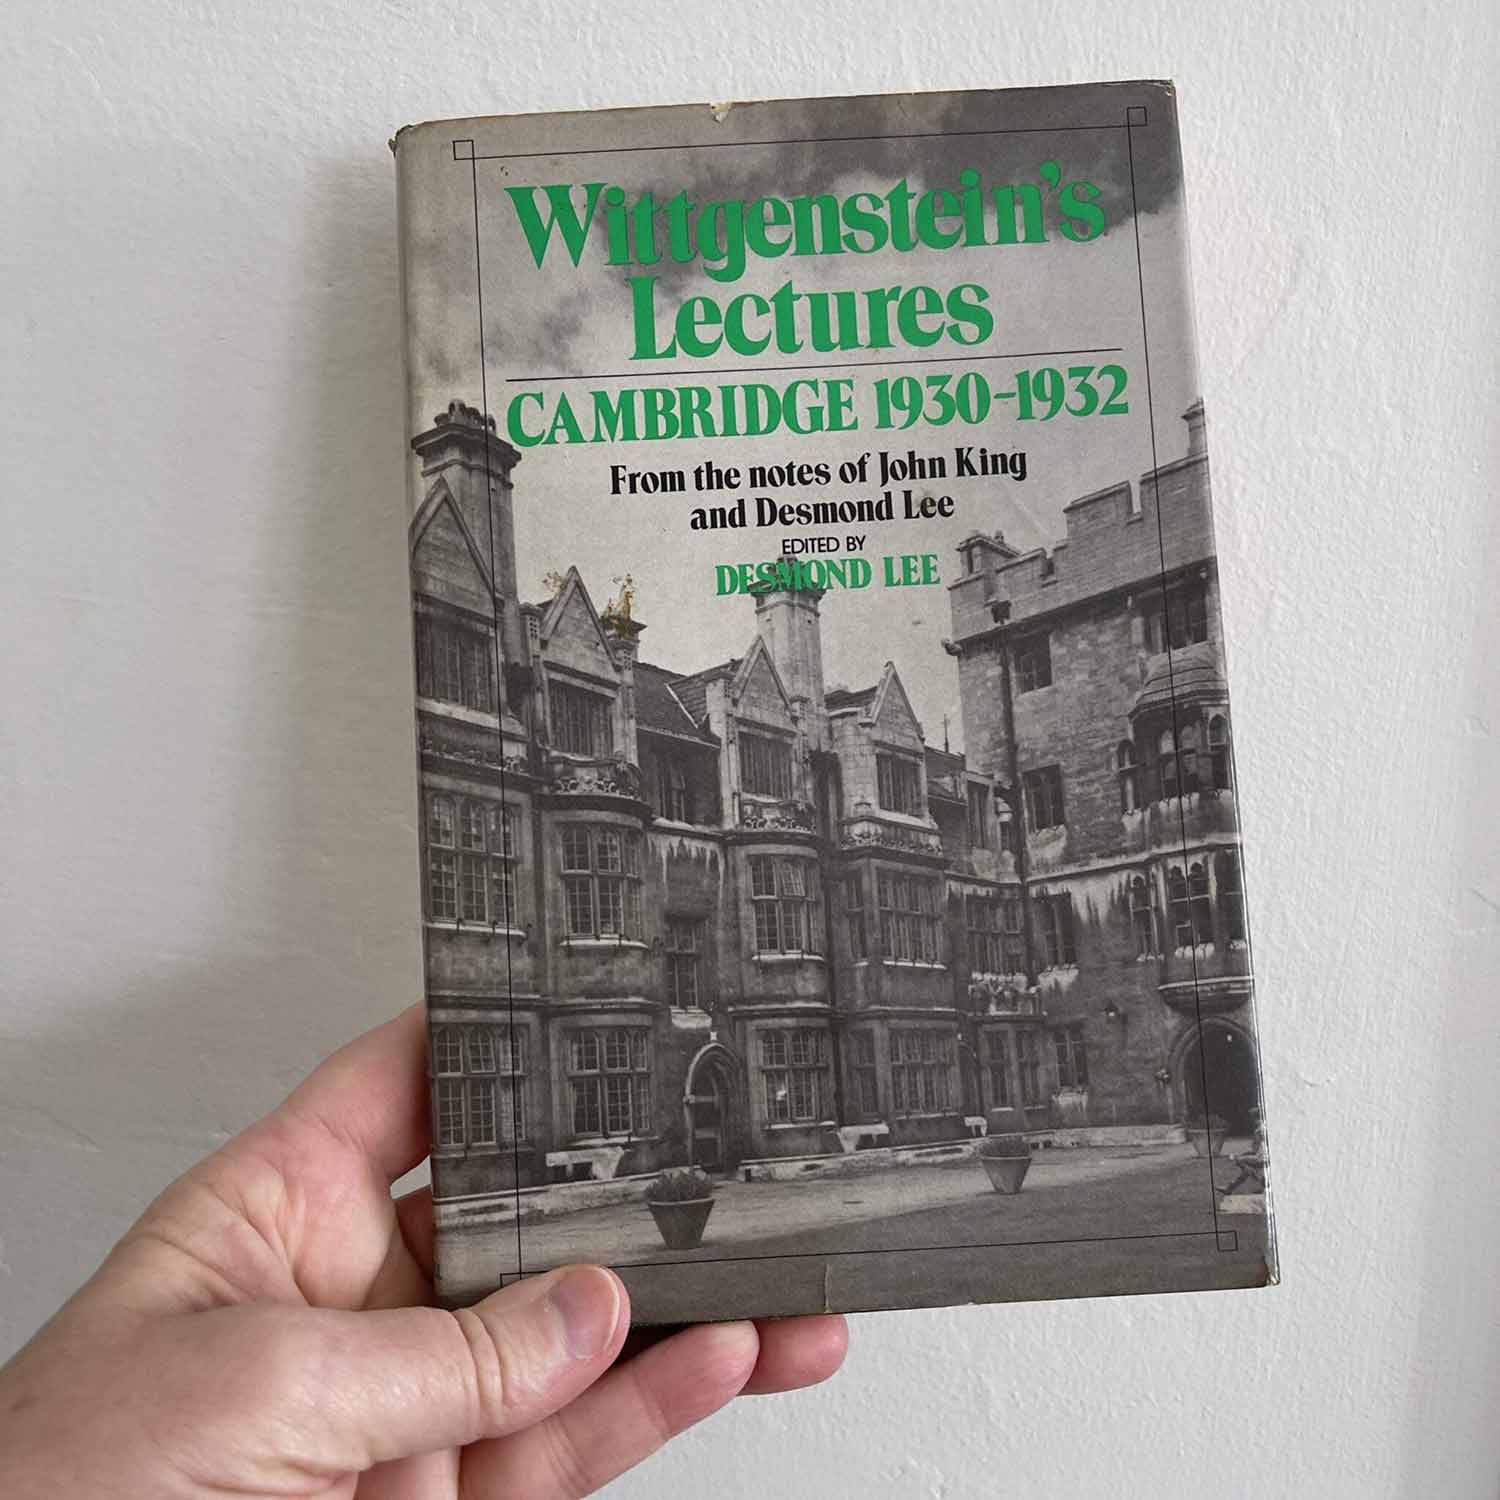 Wittgenstein's
Lectures
CAMBRIDGE 1930-1932
From the notes of John King
and Desmond Lee
EDITED BY
DESMOND LEE